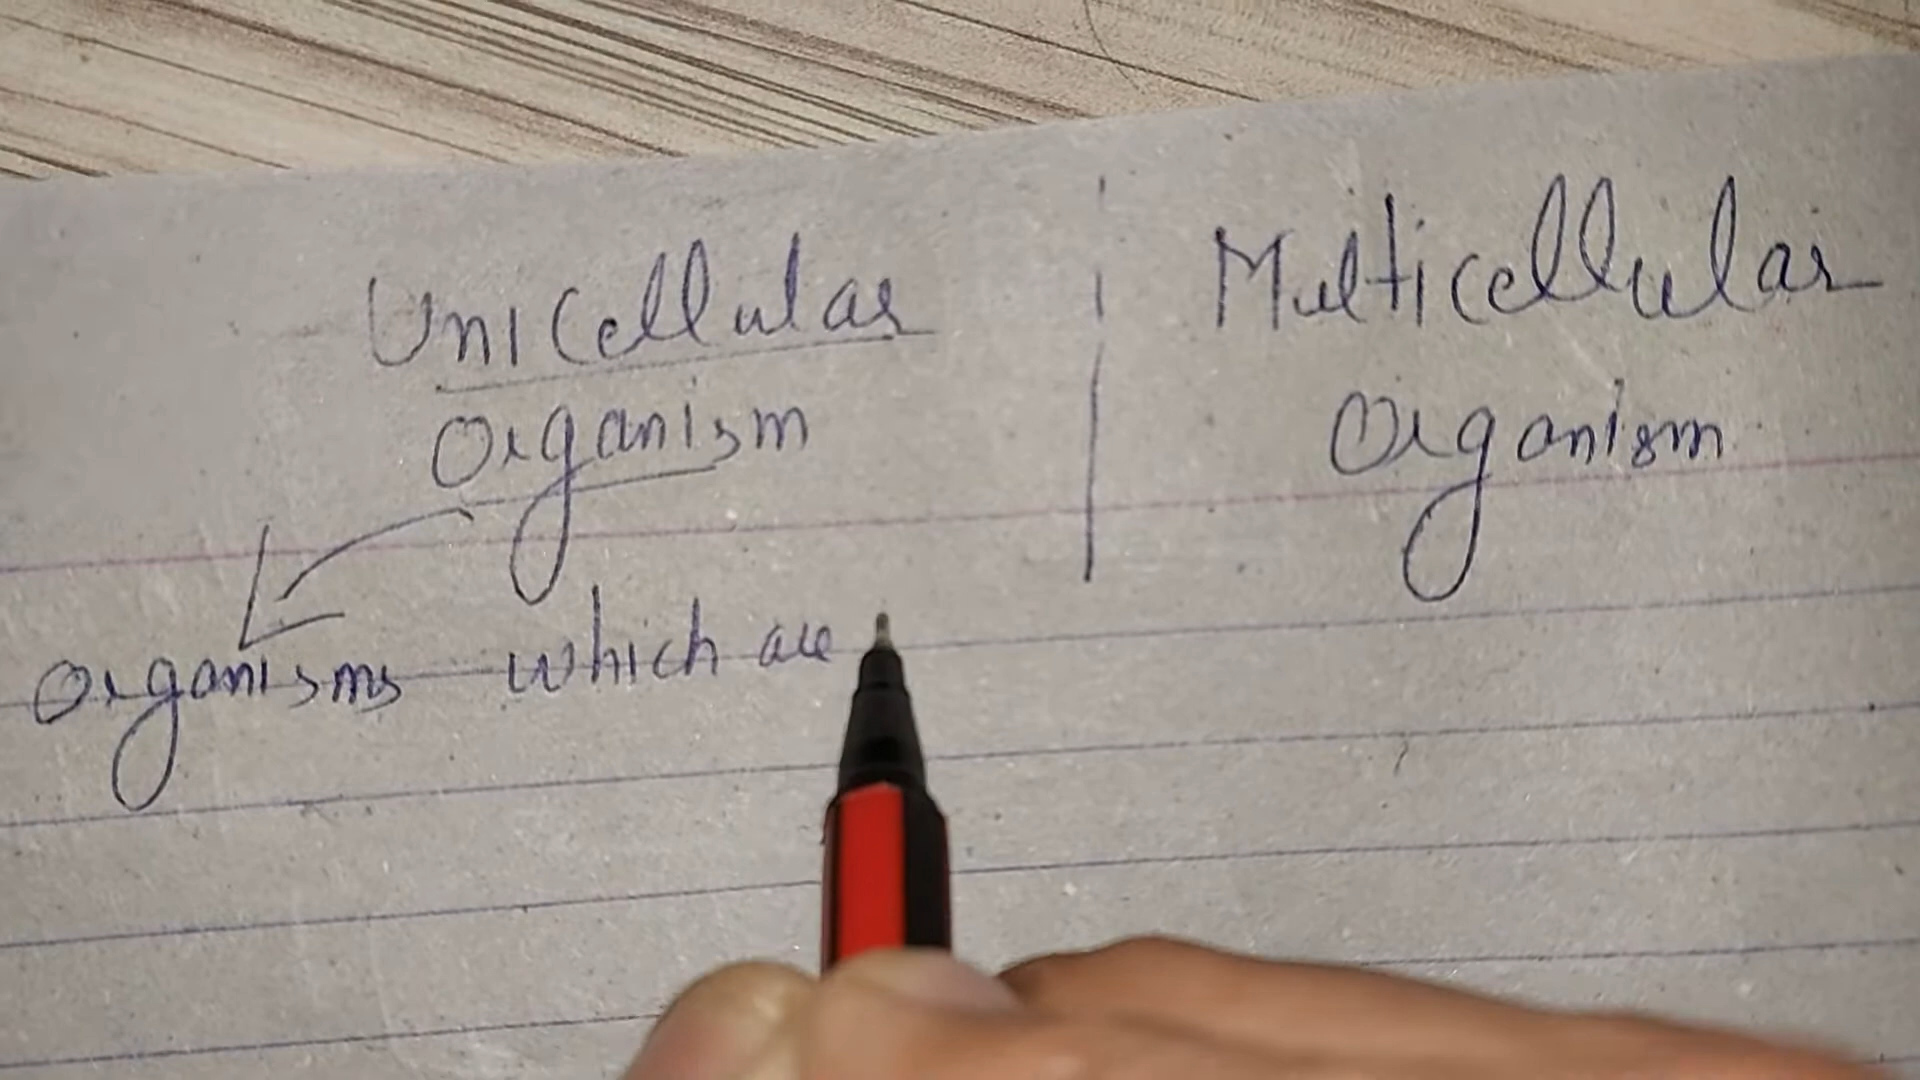 Unicellular
Organism
Multicellular
Organism
Organisms which are